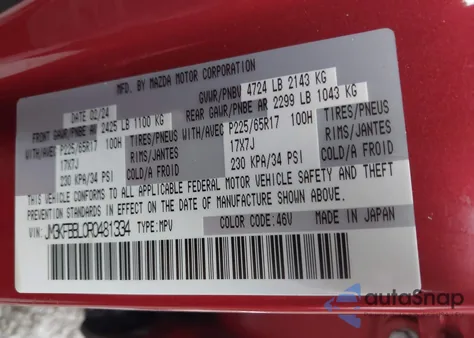 MFD. BY MAZDA MOTOR CORPORATION
DATE 02/24
GVWR/PNBV 4724 LB 2143 KG
FRONT GAWR/PNBE AV 2425 LB 1100 KG
REAR GAWR/PNBE AR 2299 LB 1043 KG
WITH/AVEC P225/65R17 100H TIRES/PNEUS WITH/AVEC P225/65R17 100H TIRES/PNEUS
17X7J RIMS/JANTES 17X7J RIMS/JANTES
230 KPA/34 PSI COLD/A FROID 230 KPA/34 PSI COLD/A FROID
THIS VEHICLE CONFORMS TO ALL APPLICABLE FEDERAL MOTOR VEHICLE SAFETY AND THEFT
PREVENTION STANDARDS IN EFFECT ON THE DATE OF MANUFACTURE SHOWN ABOVE.
VIN: JM3KFBBL0R0481334 TYPE: MPV COLOR CODE: 46V MADE IN JAPAN
autosnap